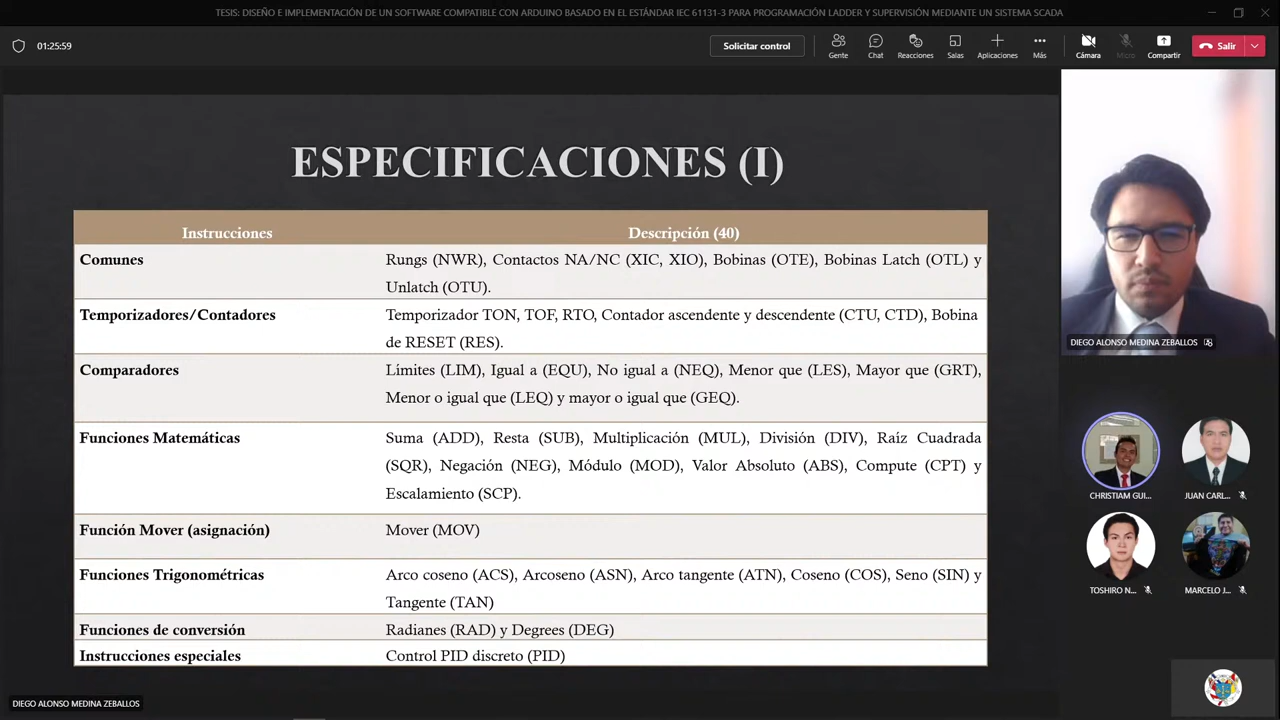 TESIS: DISEÑO E IMPLEMENTACIÓN DE UN SOFTWARE COMPATIBLE CON ARDUINO BASADO EN EL ESTÁNDAR IEC 61131-3 PARA PROGRAMACIÓN LADDER Y SUPERVISIÓN MEDIANTE UN SISTEMA SCADA
01:25:59
Solicitar control
Gente
Chat
Reacciones
Salas
Aplicaciones
Más
Cámara
Micro
Compartir
Salir
ESPECIFICACIONES (I)
Instrucciones
Descripción (40)
Comunes
Rungs (NWR), Contactos NA/NC (XIC, XIO), Bobinas (OTE), Bobinas Latch (OTL) y
Unlatch (OTU).
Temporizadores/Contadores
Temporizador TON, TOF, RTO, Contador ascendente y descendente (CTU, CTD), Bobina
de RESET (RES).
Comparadores
Límites (LIM), Igual a (EQU), No igual a (NEQ), Menor que (LES), Mayor que (GRT),
Menor o igual que (LEQ) y mayor o igual que (GEQ).
Funciones Matemáticas
Suma (ADD), Resta (SUB), Multiplicación (MUL), División (DIV), Raíz Cuadrada
(SQR), Negación (NEG), Módulo (MOD), Valor Absoluto (ABS), Compute (CPT) y
Escalamiento (SCP).
Función Mover (asignación)
Mover (MOV)
Funciones Trigonométricas
Arco coseno (ACS), Arcoseno (ASN), Arco tangente (ATN), Coseno (COS), Seno (SIN) y
Tangente (TAN)
Funciones de conversión
Radianes (RAD) y Degrees (DEG)
Instrucciones especiales
Control PID discreto (PID)
DIEGO ALONSO MEDINA ZEBALLOS
CHRISTIAM GUI...
JUAN CARL...
TOSHIRO N...
MARCELO J...
DIEGO ALONSO MEDINA ZEBALLOS